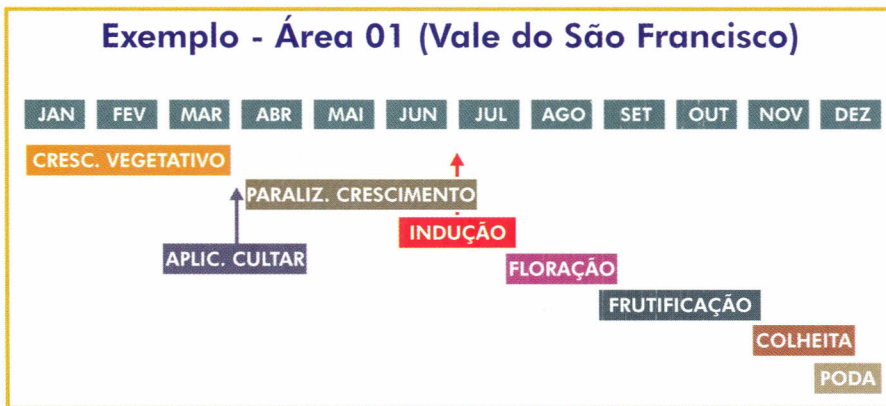 Exemplo - Área 01 (Vale do São Francisco)
JAN FEV MAR ABR MAI JUN JUL AGO SET OUT NOV DEZ
CRESC. VEGETATIVO
PARALIZ. CRESCIMENTO
INDUÇÃO
APLIC. CULTAR
FLORAÇÃO
FRUTIFICAÇÃO
COLHEITA
PODA